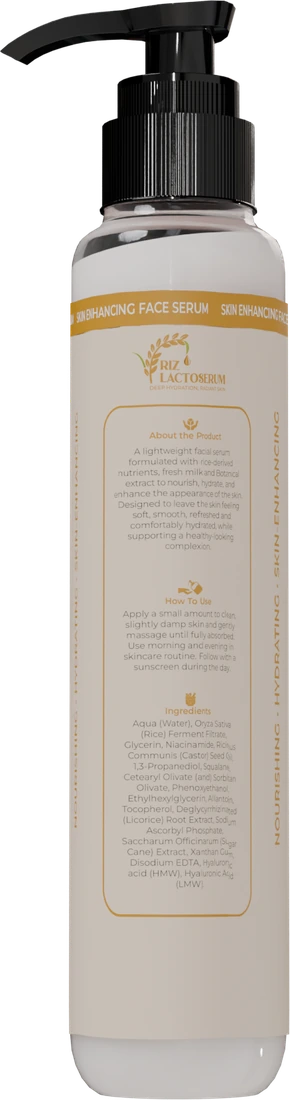 SKIN ENHANCING FACE SERUM SKIN ENHANCING FACE
RIZ
LACTOSERUM
About the Product
A lightweight facial serum
formulated with rice-derived
nutrients, fresh milk and Botanical
extract to nourish, hydrate, and
enhance the appearance of the skin.
Designed to leave the skin feeling
soft, smooth, refreshed and
comfortably hydrated, while
supporting a healthy-looking
complexion.
How To Use
Apply a small amount to clean,
slightly damp skin and gently
massage until fully absorbed.
Use morning and evening in
skincare routine. Follow with a
sunscreen during the day.
Ingredients
Aqua (Water), Oryza Sativa
(Rice) Ferment Filtrate,
Glycerin, Niacinamide, Ricinus
Communis (Castor) Seed Oil,
1,3-Propanediol, Squalane,
Cetearyl Olivate (and) Sorbitan
Olivate, Phenoxyethanol,
Ethylhexylglycerin, Allantoin,
Tocopherol, Deglycyrrhizinated
(Licorice) Root Extract, Sodium
Ascorbyl Phosphate,
Saccharum Officinarum (Sugar
Cane) Extract, Xanthan Gum,
Disodium EDTA, Hyaluronic
acid (HMW), Hyaluronic Acid
(LMW)
NOURISHING · HYDRATING · SKIN ENHANCING
NOURISHING · HYDRATING · SKIN ENHANCING